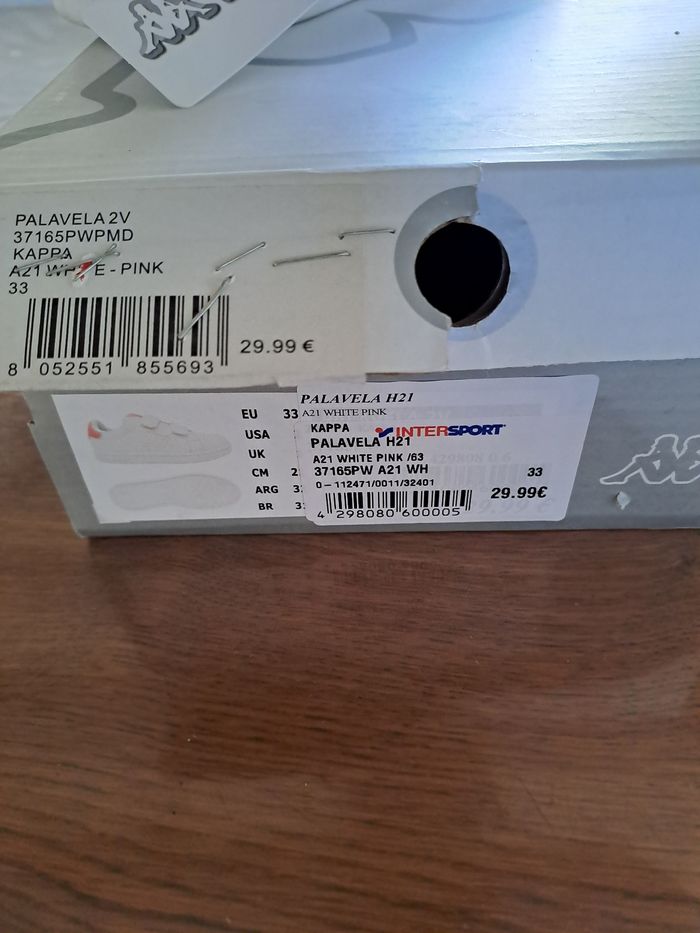 PALAVELA 2V
37165PWPMD
KAPPA
A21 WHITE - PINK
33
29.99 €
8 052551 855693
EU 33
USA
UK
CM
ARG
BR
PALAVELA H21
A21 WHITE PINK
KAPPA INTERSPORT
PALAVELA H21
A21 WHITE PINK /63
37165PW A21 WH 33
0-112471/0011/32401
29.99€
4 298080 600005